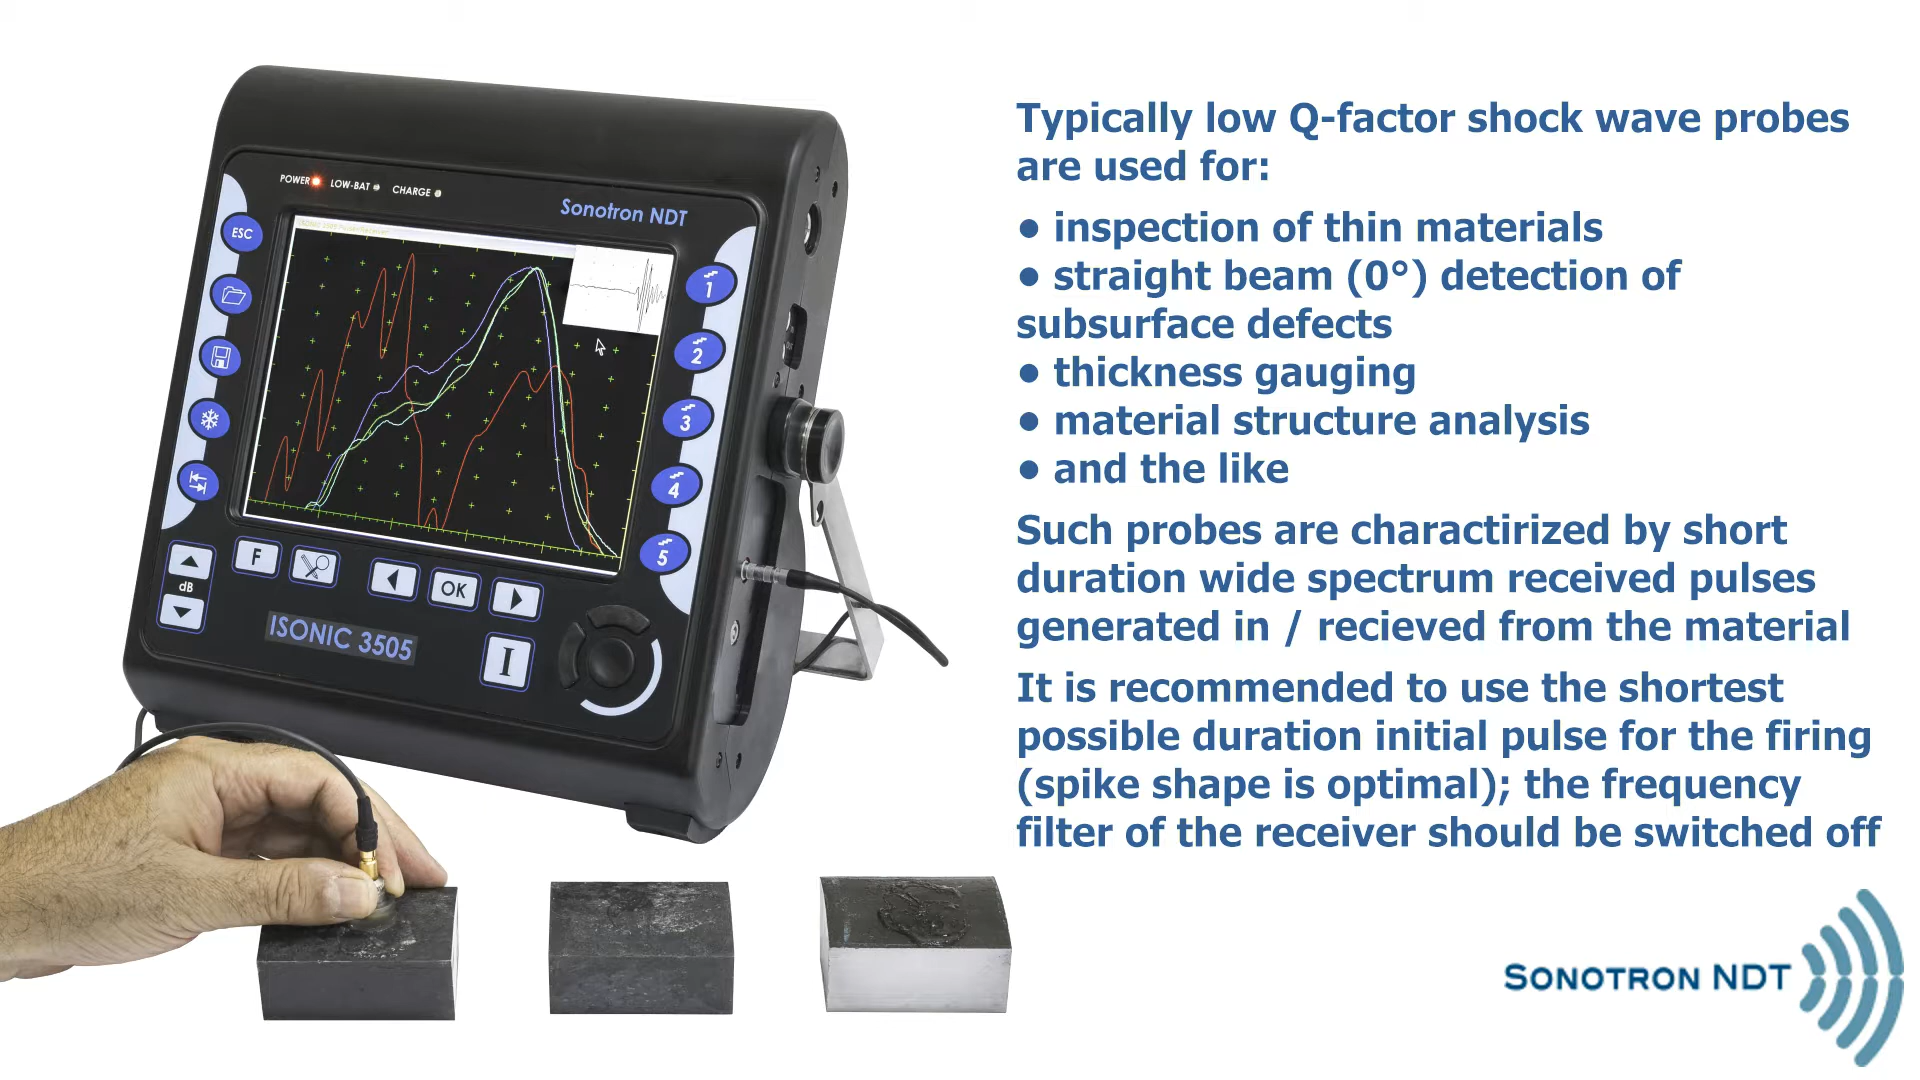 Typically low Q-factor shock wave probes
are used for:
• inspection of thin materials
• straight beam (0°) detection of
subsurface defects
• thickness gauging
• material structure analysis
• and the like
Such probes are charactirized by short
duration wide spectrum received pulses
generated in / recieved from the material
It is recommended to use the shortest
possible duration initial pulse for the firing
(spike shape is optimal); the frequency
filter of the receiver should be switched off
POWER LOW-BAT CHARGE
Sonotron NDT
ESC
1
2
3
4
5
F
OK
dB
ISONIC 3505
I
SONOTRON NDT